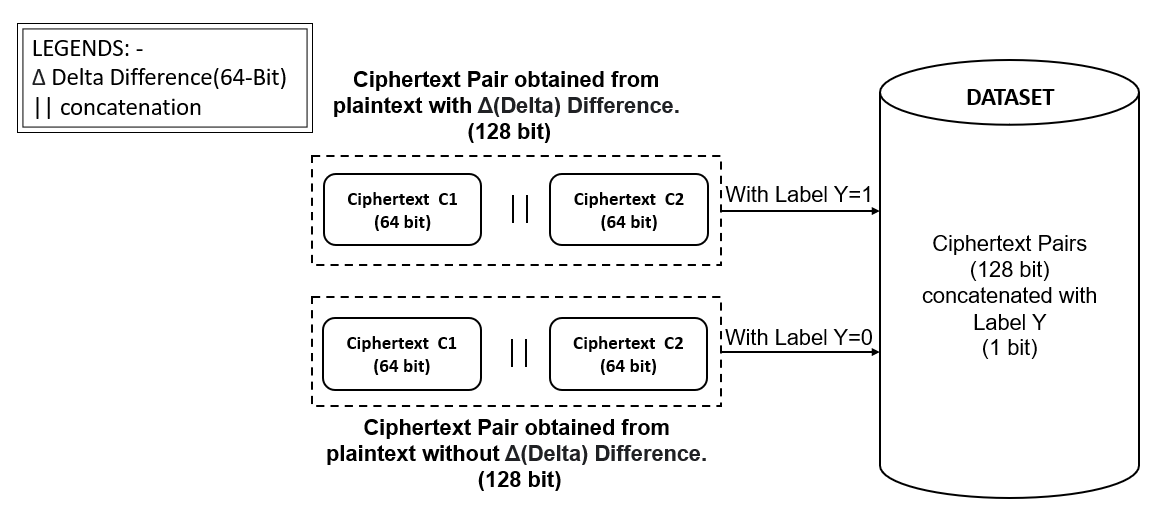 LEGENDS: -
Δ Delta Difference(64-Bit)
|| concatenation
Ciphertext Pair obtained from
plaintext with Δ(Delta) Difference.
(128 bit)
Ciphertext C1
(64 bit)
||
Ciphertext C2
(64 bit)
With Label Y=1
Ciphertext C1
(64 bit)
||
Ciphertext C2
(64 bit)
With Label Y=0
Ciphertext Pair obtained from
plaintext without Δ(Delta) Difference.
(128 bit)
DATASET
Ciphertext Pairs
(128 bit)
concatenated with
Label Y
(1 bit)